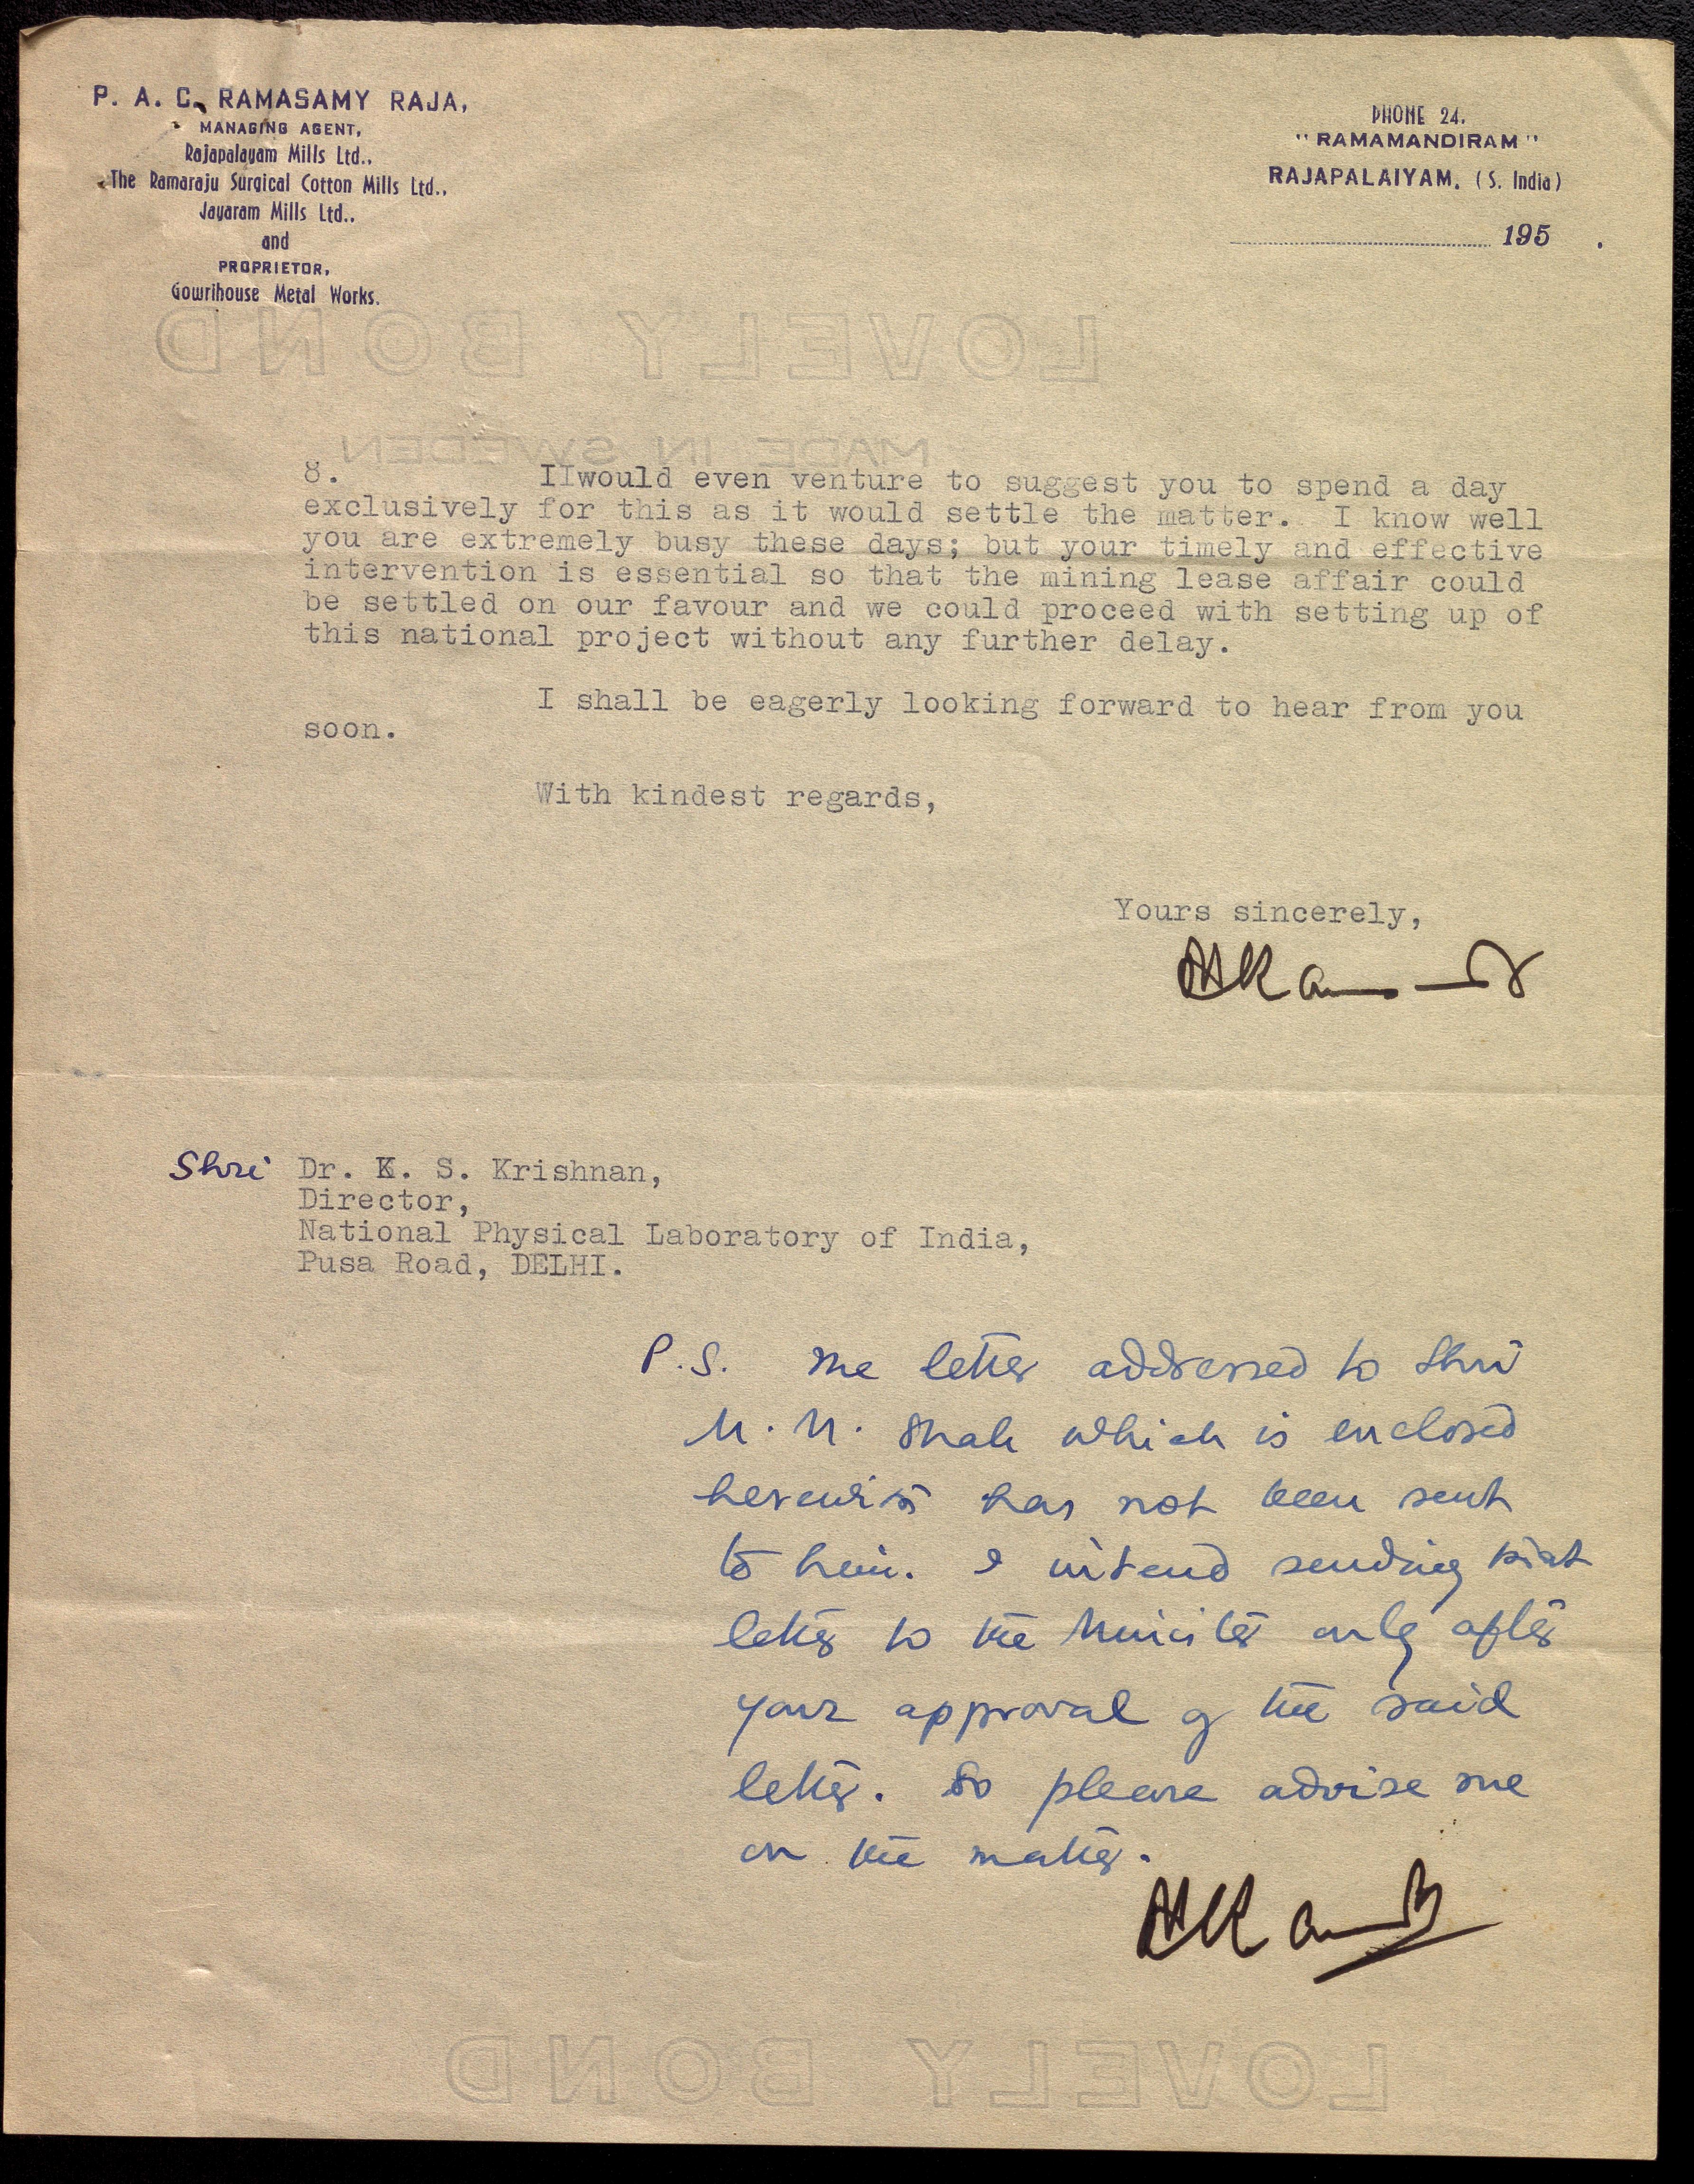 P. A. C. RAMASAMY RAJA,
MANAGING AGENT,
Rajapalayam Mills Ltd.,
The Ramaraju Surgical Cotton Mills Ltd.,
Jayaram Mills Ltd.,
and
PROPRIETOR,
Gowrihouse Metal Works.
PHONE 24.
"RAMAMANDIRAM"
RAJAPALAIYAM. (S. India)
195 .
LOVELY BOND
MADE IN SWEDEN
8. IIwould even venture to suggest you to spend a day
exclusively for this as it would settle the matter. I know well
you are extremely busy these days; but your timely and effective
intervention is essential so that the mining lease affair could
be settled on our favour and we could proceed with setting up of
this national project without any further delay.
I shall be eagerly looking forward to hear from you
soon.
With kindest regards,
Yours sincerely,
Shri Dr. K. S. Krishnan,
Director,
National Physical Laboratory of India,
Pusa Road, DELHI.
P.S. The letter addressed to Shri
M. M. Shah which is enclosed
herewith has not been sent
to him. I intend sending that
letter to the Minister only after
your approval of the said
letter. So please advise me
on the matter.
LOVELY BOND